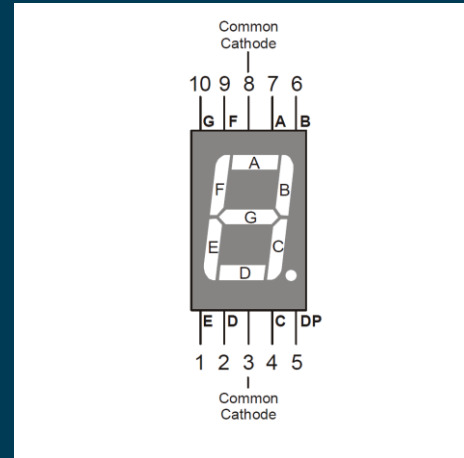 Common
Cathode
10 9 8 7 6
G F A B
A
F B
G
E C
D
E D C DP
1 2 3 4 5
Common
Cathode